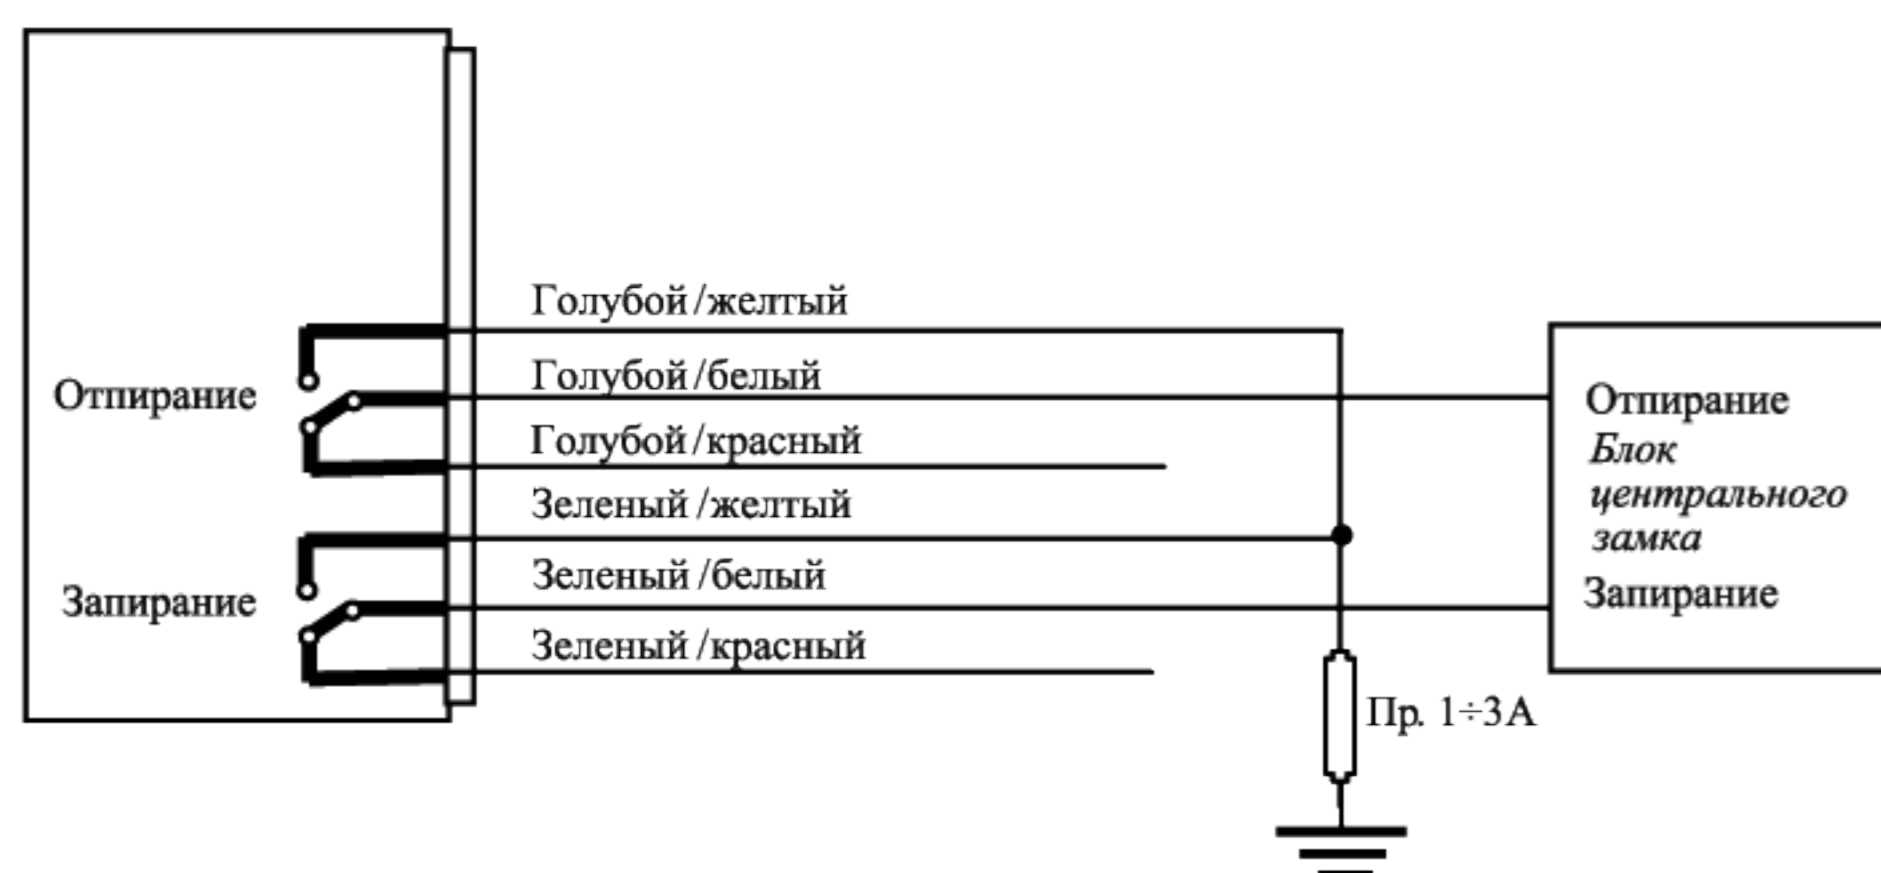 Голубой/желтый
Отпирание
Голубой/белый
Голубой/красный
Зеленый/желтый
Запирание
Зеленый/белый
Зеленый/красный
Отпирание
Блок
центрального
замка
Запирание
Пр. 1÷3А